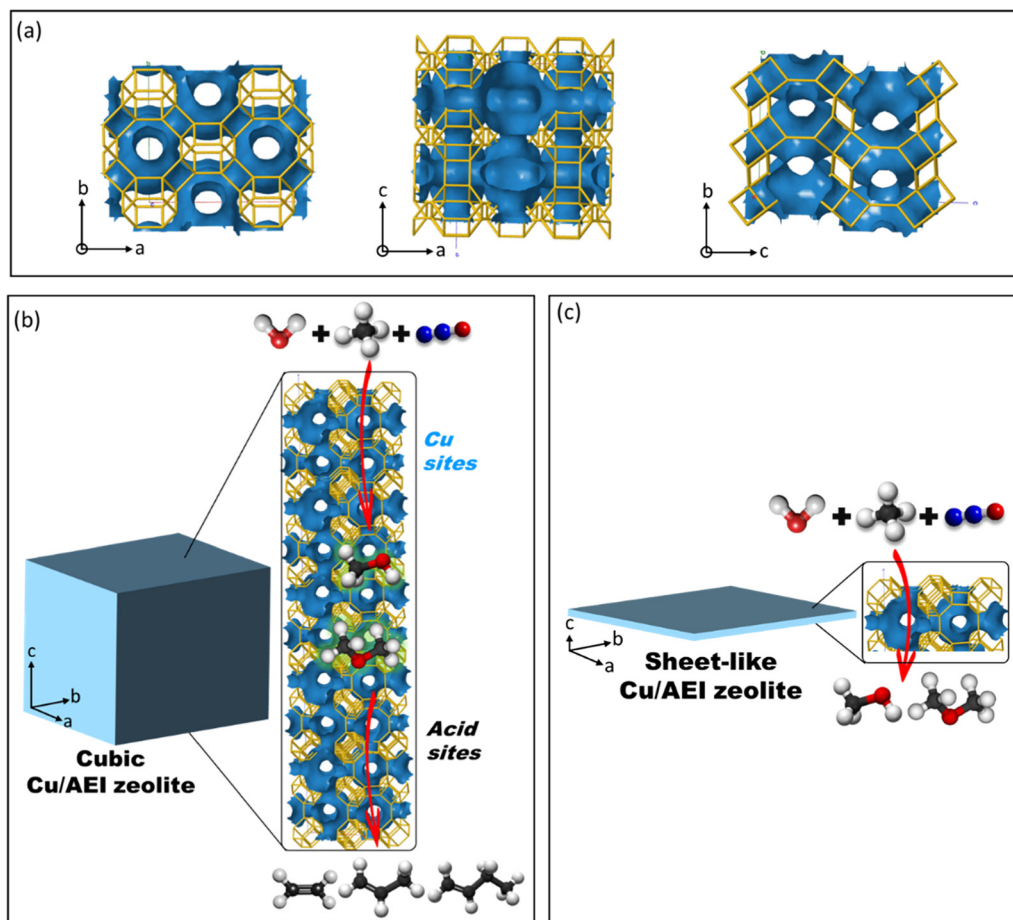 (a)
b
a
c
a
b
c
(b)
Cu
sites
c
b
a
Cubic
Cu/AEI zeolite
Acid
sites
(c)
c
b
a
Sheet-like
Cu/AEI zeolite